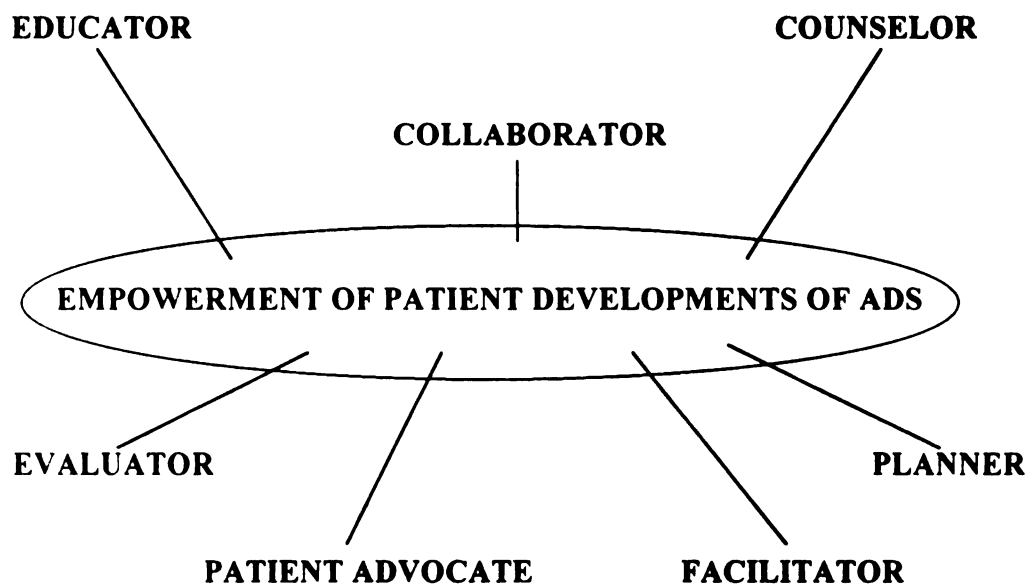 EDUCATOR
COUNSELOR
COLLABORATOR
EMPOWERMENT OF PATIENT DEVELOPMENTS OF ADS
EVALUATOR
PLANNER
PATIENT ADVOCATE
FACILITATOR